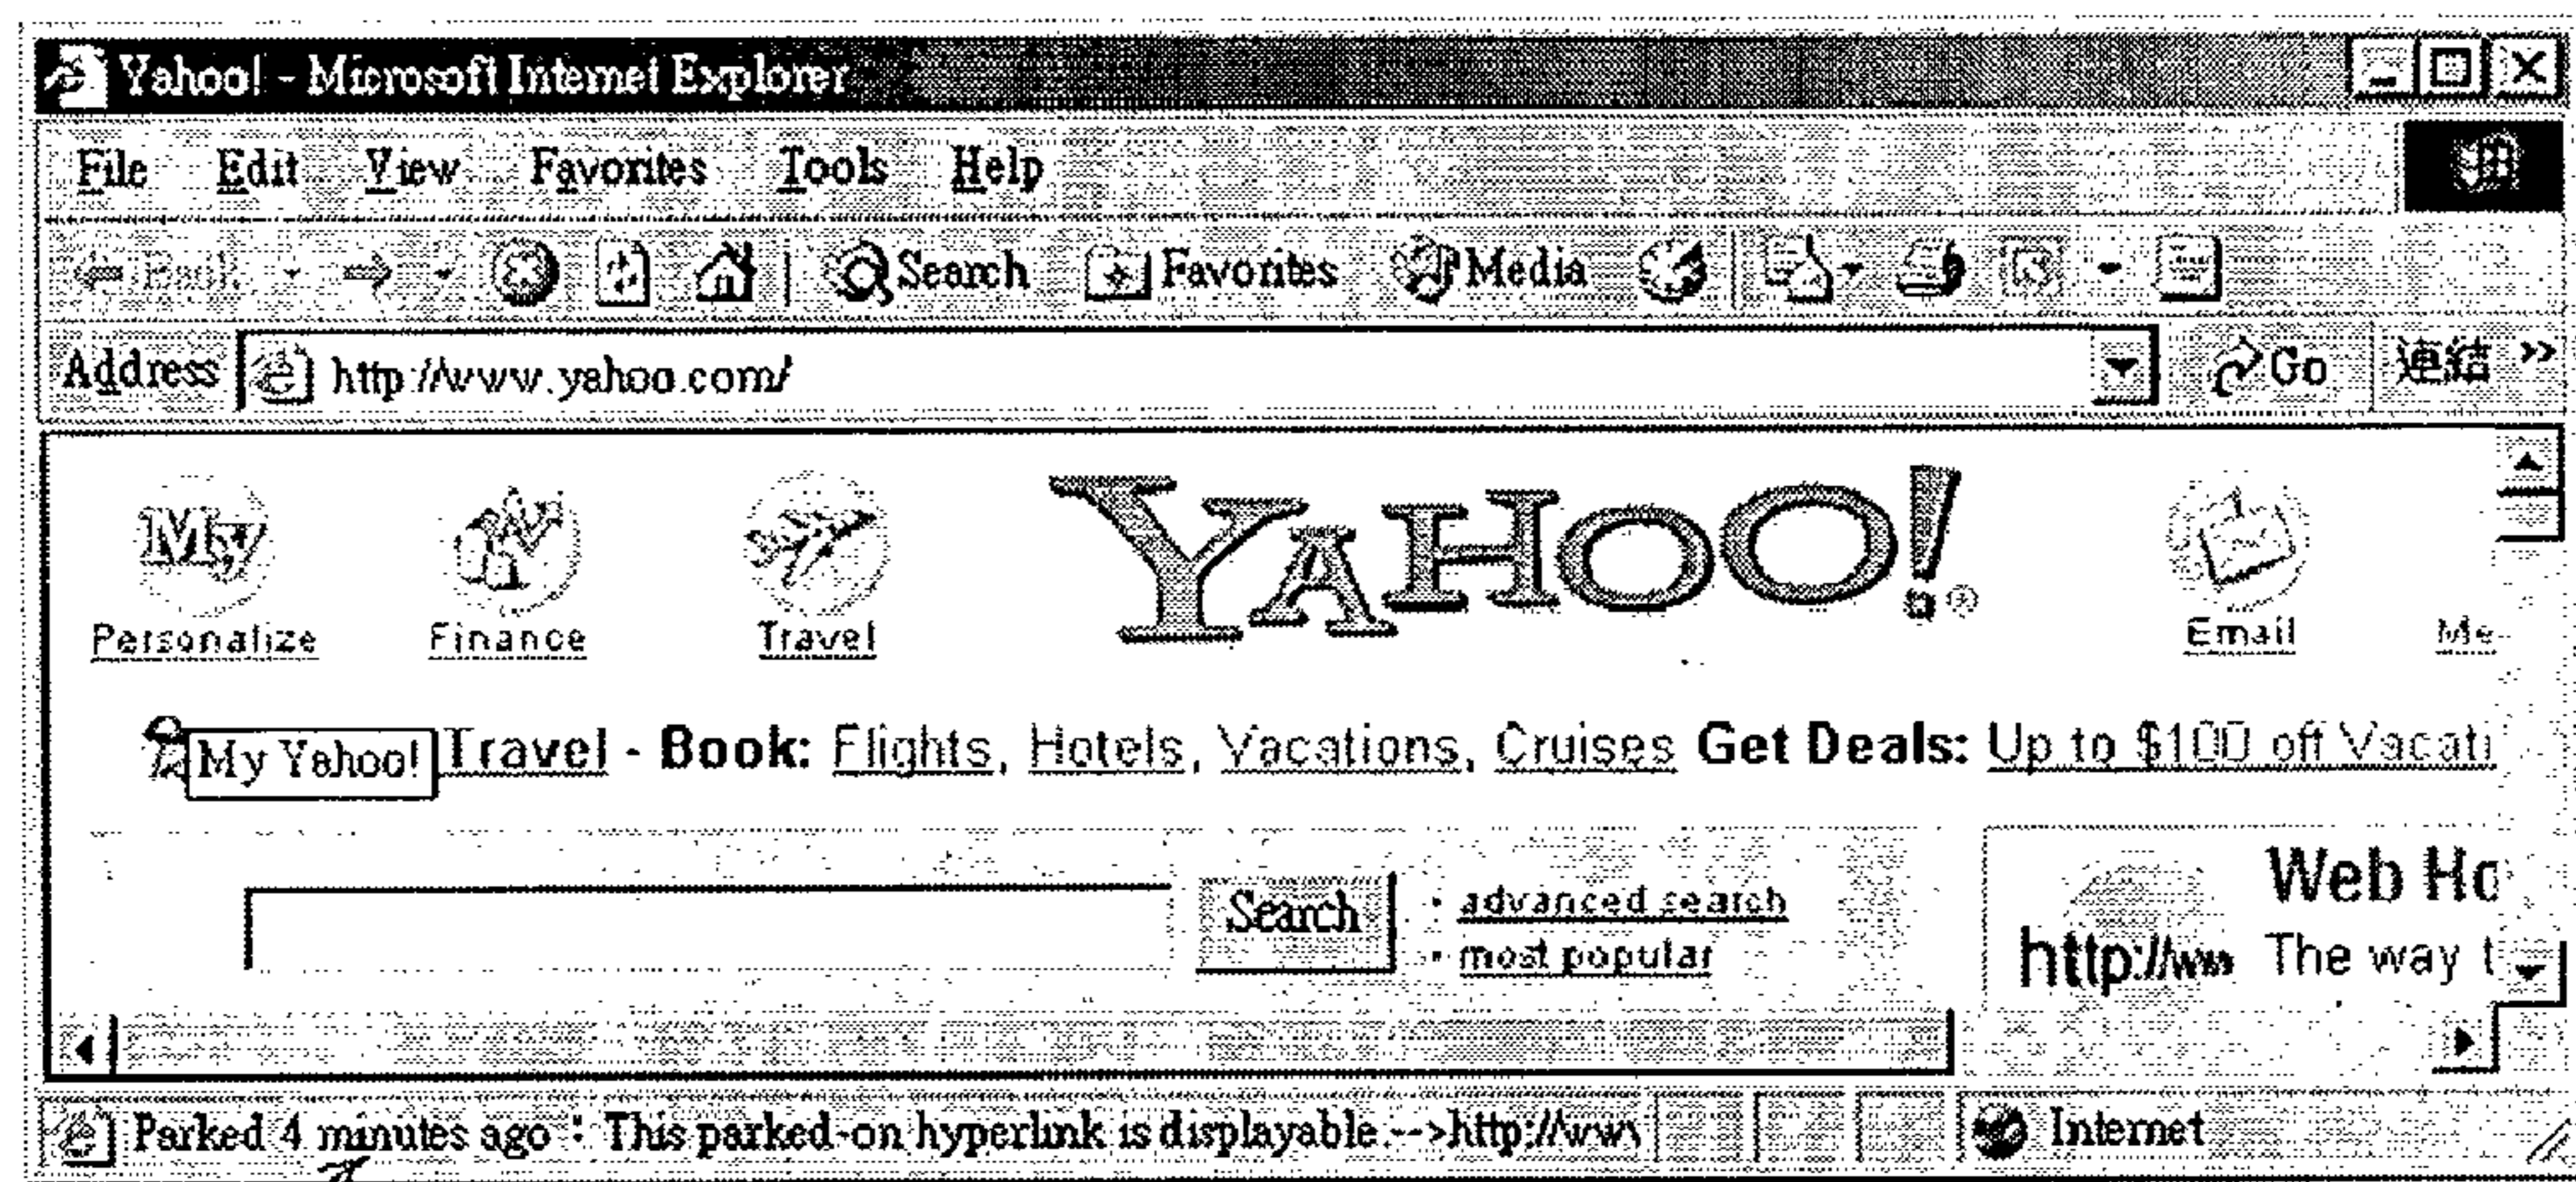 Yahoo! - Microsoft Internet Explorer
File Edit View Favorites Tools Help
Back Search Favorites Media
Address http://www.yahoo.com/ Go 連結 »
My YAHOO! ®
Personalize Finance Travel Email Me
My Yahoo! Travel - Book: Flights, Hotels, Vacations, Cruises Get Deals: Up to $100 off Vacati
Search · advanced search Web Ho
· most popular http://ww The way t
Parked 4 minutes ago : This parked-on hyperlink is displayable.-->http://www Internet